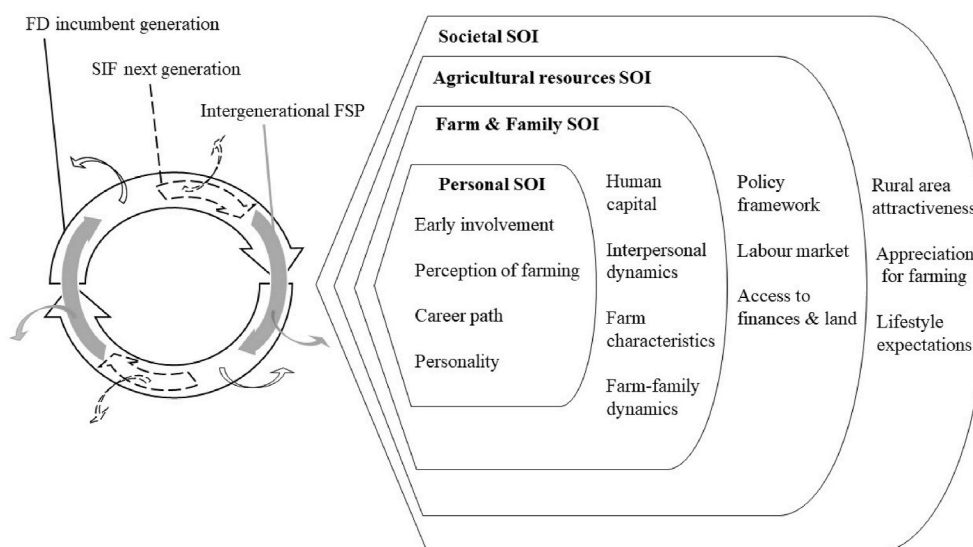 FD incumbent generation
SIF next generation
Intergenerational FSP
Societal SOI
Agricultural resources SOI
Farm & Family SOI
Personal SOI
Early involvement
Perception of farming
Career path
Personality
Human
capital
Interpersonal
dynamics
Farm
characteristics
Farm-family
dynamics
Policy
framework
Labour market
Access to
finances & land
Rural area
attractiveness
Appreciation
for farming
Lifestyle
expectations